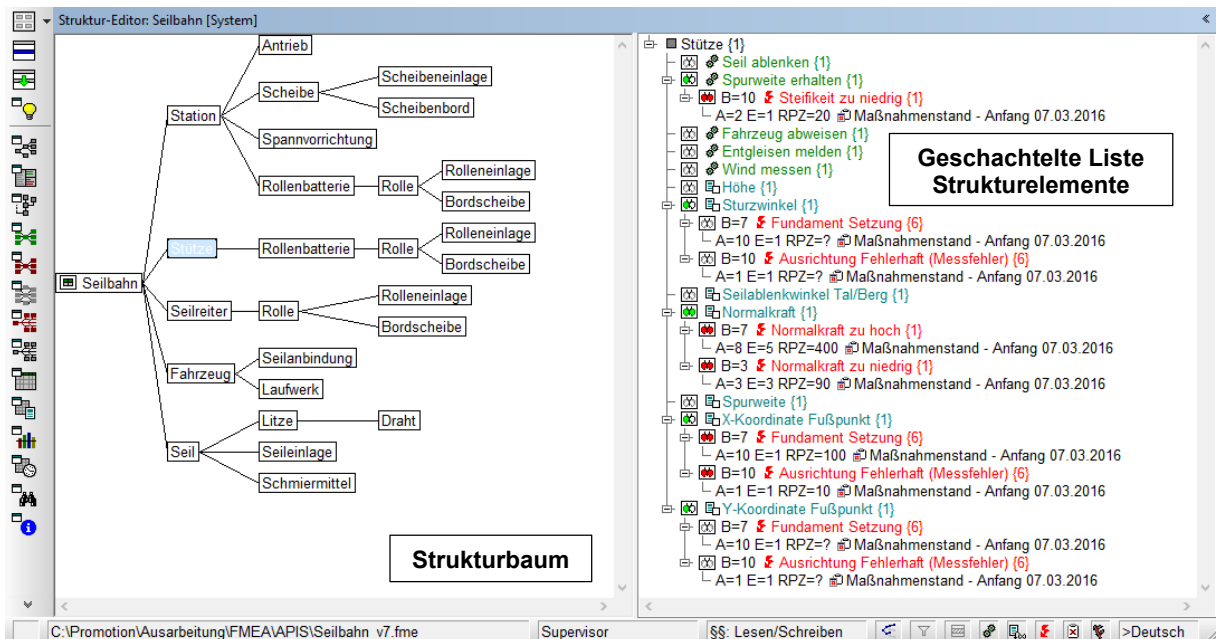 Struktur-Editor: Seilbahn [System]
Antrieb
Scheibeneinlage
Scheibe
Scheibenbord
Station
Spannvorrichtung
Rolleneinlage
Rollenbatterie
Rolle
Bordscheibe
Rolleneinlage
Stütze
Rollenbatterie
Rolle
Bordscheibe
Seilbahn
Rolleneinlage
Seilreiter
Rolle
Bordscheibe
Seilanbindung
Fahrzeug
Laufwerk
Litze
Draht
Seil
Seileinlage
Schmiermittel
Strukturbaum
Stütze {1}
Seil ablenken {1}
Spurweite erhalten {1}
B=10 Steifikeit zu niedrig {1}
A=2 E=1 RPZ=20 Maßnahmenstand - Anfang 07.03.2016
Fahrzeug abweisen {1}
Entgleisen melden {1}
Wind messen {1}
Höhe {1}
Sturzwinkel {1}
B=7 Fundament Setzung {6}
A=10 E=1 RPZ=? Maßnahmenstand - Anfang 07.03.2016
B=10 Ausrichtung Fehlerhaft (Messfehler) {6}
A=1 E=1 RPZ=? Maßnahmenstand - Anfang 07.03.2016
Seilablenkwinkel Tal/Berg {1}
Normalkraft {1}
B=7 Normalkraft zu hoch {1}
A=8 E=5 RPZ=400 Maßnahmenstand - Anfang 07.03.2016
B=3 Normalkraft zu niedrig {1}
A=3 E=3 RPZ=90 Maßnahmenstand - Anfang 07.03.2016
Spurweite {1}
X-Koordinate Fußpunkt {1}
B=7 Fundament Setzung {6}
A=10 E=1 RPZ=100 Maßnahmenstand - Anfang 07.03.2016
B=10 Ausrichtung Fehlerhaft (Messfehler) {6}
A=1 E=1 RPZ=10 Maßnahmenstand - Anfang 07.03.2016
Y-Koordinate Fußpunkt {1}
B=7 Fundament Setzung {6}
A=10 E=1 RPZ=? Maßnahmenstand - Anfang 07.03.2016
B=10 Ausrichtung Fehlerhaft (Messfehler) {6}
A=1 E=1 RPZ=? Maßnahmenstand - Anfang 07.03.2016
Geschachtelte Liste
Strukturelemente
C:\Promotion\Ausarbeitung\FMEA\APIS\Seilbahn_v7.fme
Supervisor
§§: Lesen/Schreiben
>Deutsch